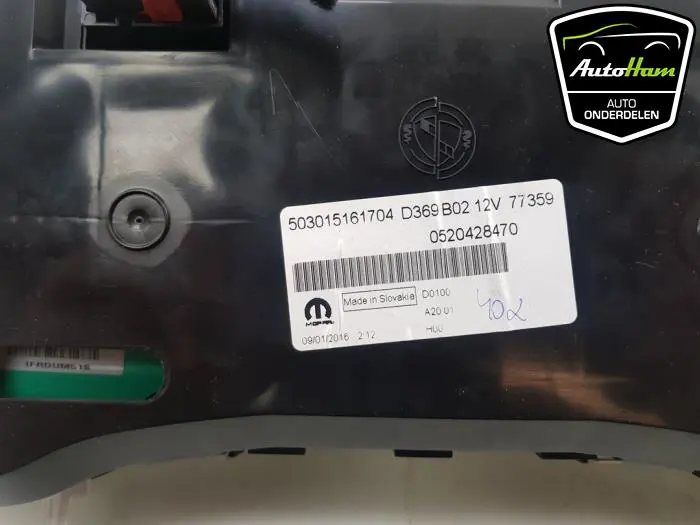 AutoHam
AUTO
ONDERDELEN
503015161704 D369 B02 12V 77359
0520428470
MOPAR
Made in Slovakia
D0100
A20.01
H00
09/01/2016 2:12
402